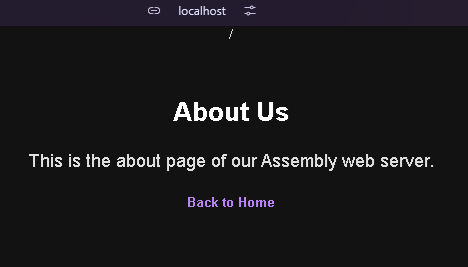 localhost
/
About Us
This is the about page of our Assembly web server.
Back to Home